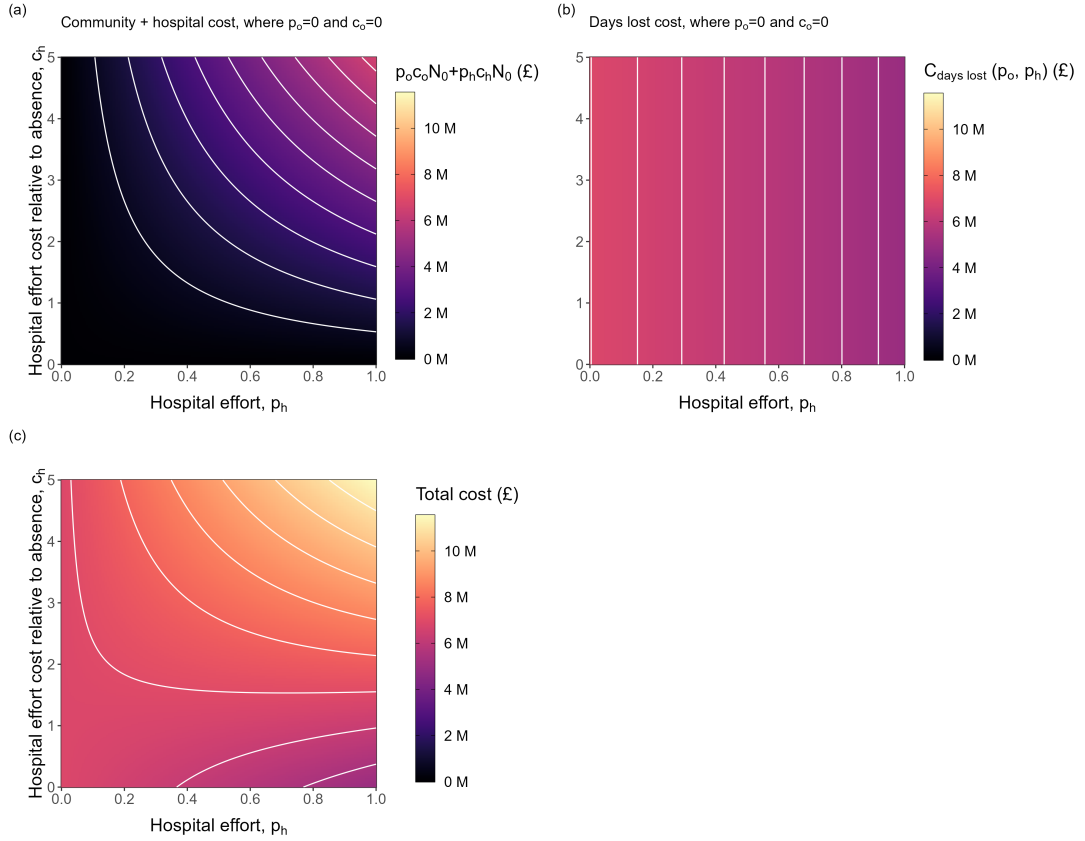 (a)
Community + hospital cost, where pₒ=0 and cₒ=0
Hospital effort cost relative to absence, cₕ
5
4
3
2
1
0
0.0 0.2 0.4 0.6 0.8 1.0
Hospital effort, pₕ
pₒcₒN₀+pₕcₕN₀ (£)
10 M
8 M
6 M
4 M
2 M
0 M
(b)
Days lost cost, where pₒ=0 and cₒ=0
5
4
3
2
1
0
0.0 0.2 0.4 0.6 0.8 1.0
Hospital effort, pₕ
C_days lost (pₒ, pₕ) (£)
10 M
8 M
6 M
4 M
2 M
0 M
(c)
Hospital effort cost relative to absence, cₕ
5
4
3
2
1
0
0.0 0.2 0.4 0.6 0.8 1.0
Hospital effort, pₕ
Total cost (£)
10 M
8 M
6 M
4 M
2 M
0 M